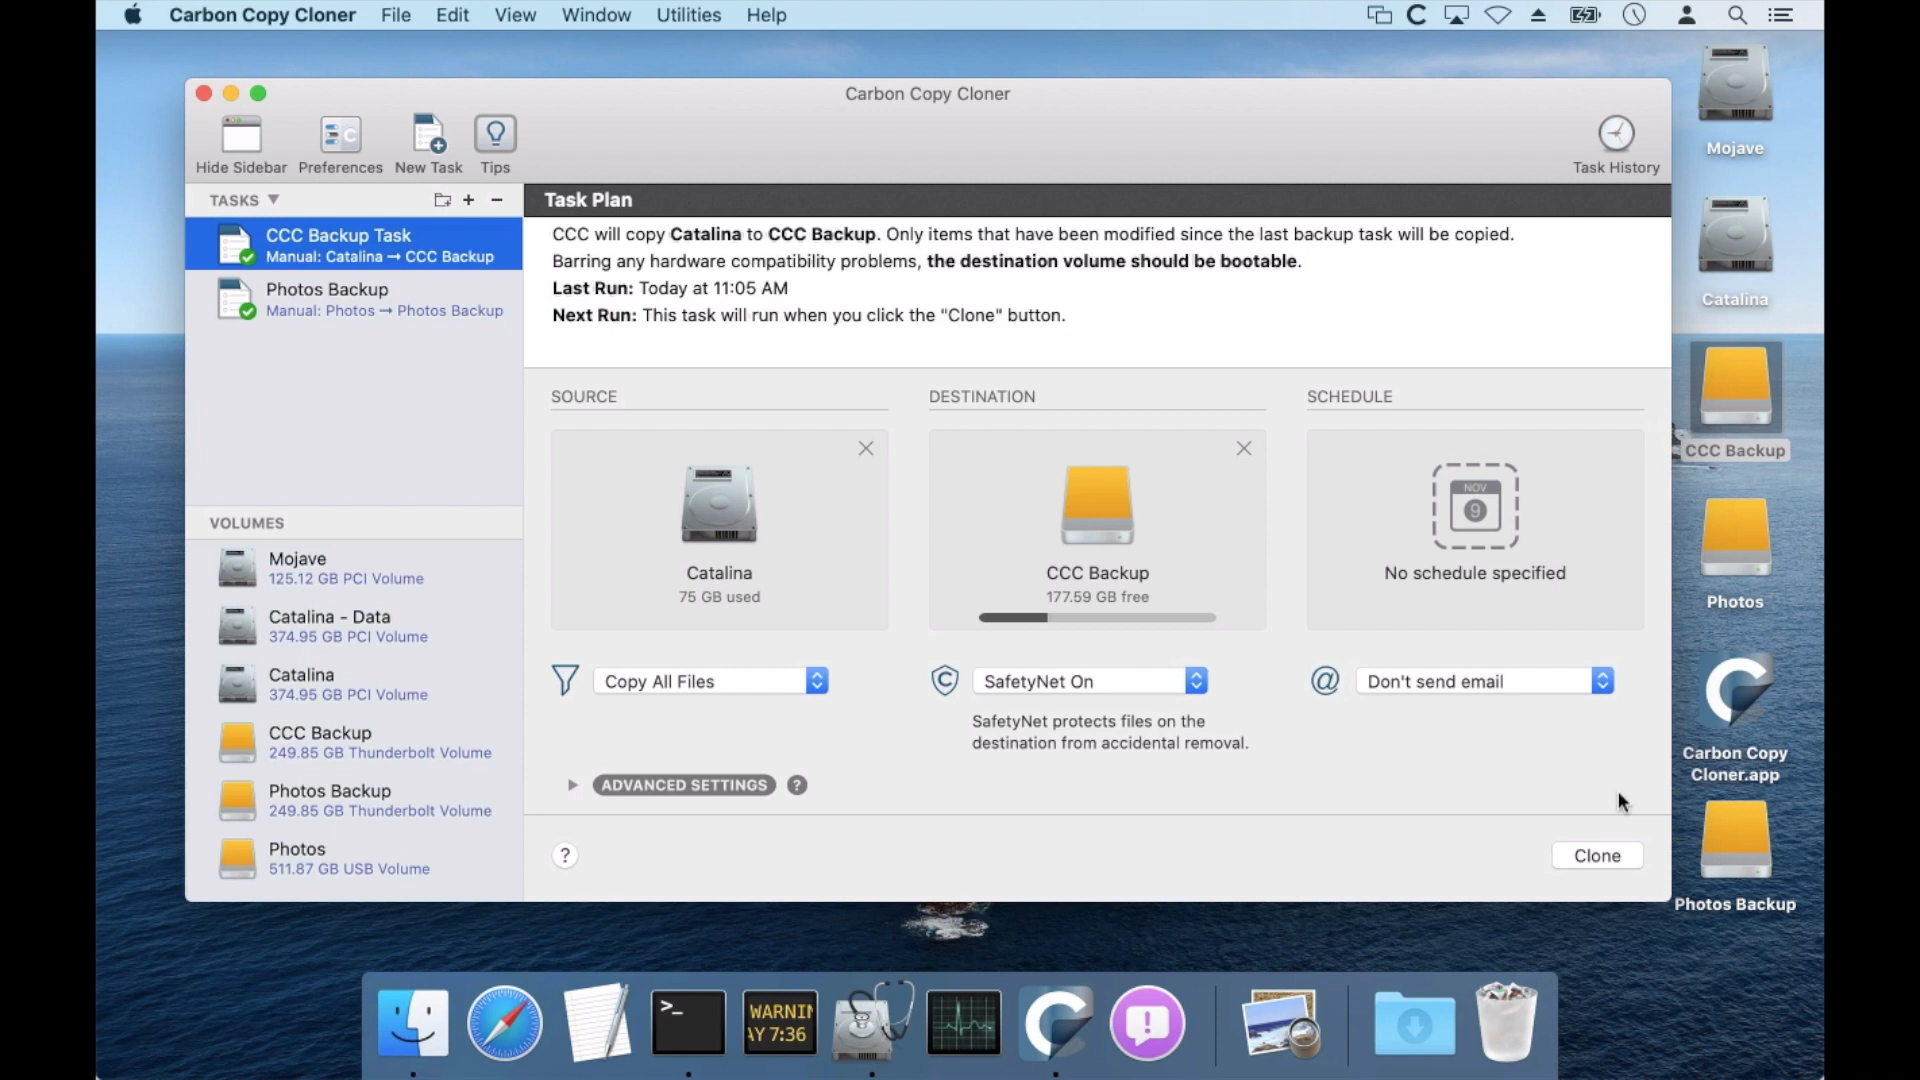 Carbon Copy Cloner File Edit View Window Utilities Help
Carbon Copy Cloner
Hide Sidebar Preferences New Task Tips Task History
TASKS
CCC Backup Task
Manual: Catalina → CCC Backup
Photos Backup
Manual: Photos → Photos Backup
VOLUMES
Mojave
125.12 GB PCI Volume
Catalina - Data
374.95 GB PCI Volume
Catalina
374.95 GB PCI Volume
CCC Backup
249.85 GB Thunderbolt Volume
Photos Backup
249.85 GB Thunderbolt Volume
Photos
511.87 GB USB Volume
Task Plan
CCC will copy Catalina to CCC Backup. Only items that have been modified since the last backup task will be copied.
Barring any hardware compatibility problems, the destination volume should be bootable.
Last Run: Today at 11:05 AM
Next Run: This task will run when you click the "Clone" button.
SOURCE
Catalina
75 GB used
Copy All Files
DESTINATION
CCC Backup
177.59 GB free
SafetyNet On
SafetyNet protects files on the
destination from accidental removal.
SCHEDULE
NOV
9
No schedule specified
@ Don't send email
ADVANCED SETTINGS ?
? Clone
Mojave
Catalina
CCC Backup
Photos
Carbon Copy
Cloner.app
Photos Backup
>_
WARNIN
AY 7:36